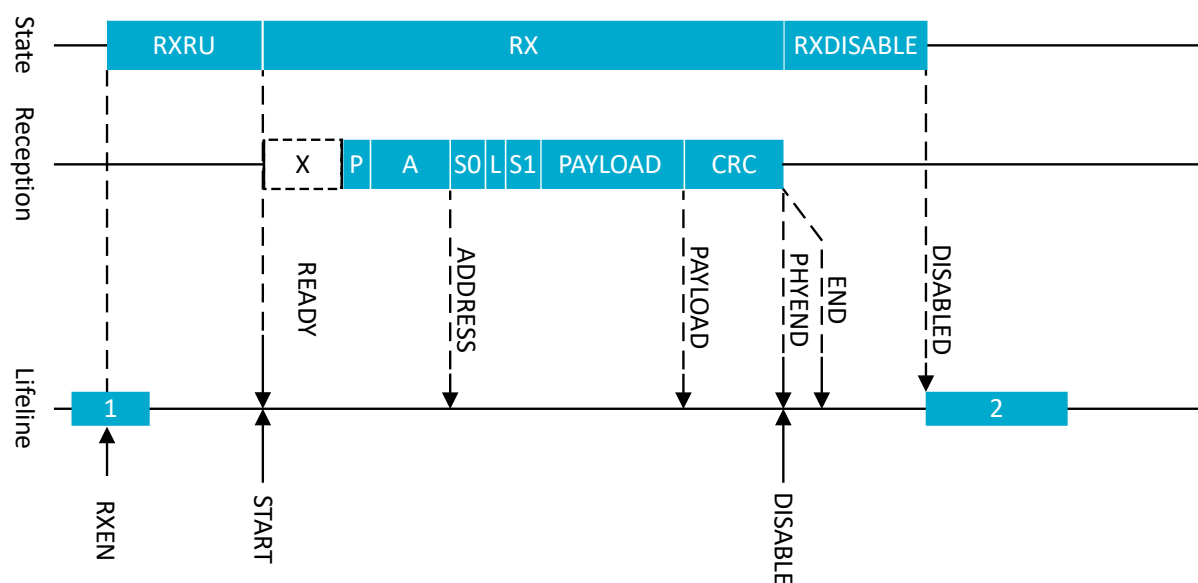 State
RXRU
RX
RXDISABLE
Reception
X
P
A
S0
L
S1
PAYLOAD
CRC
READY
ADDRESS
PAYLOAD
PHYEND
END
DISABLED
Lifeline
1
2
RXEN
START
DISABLE